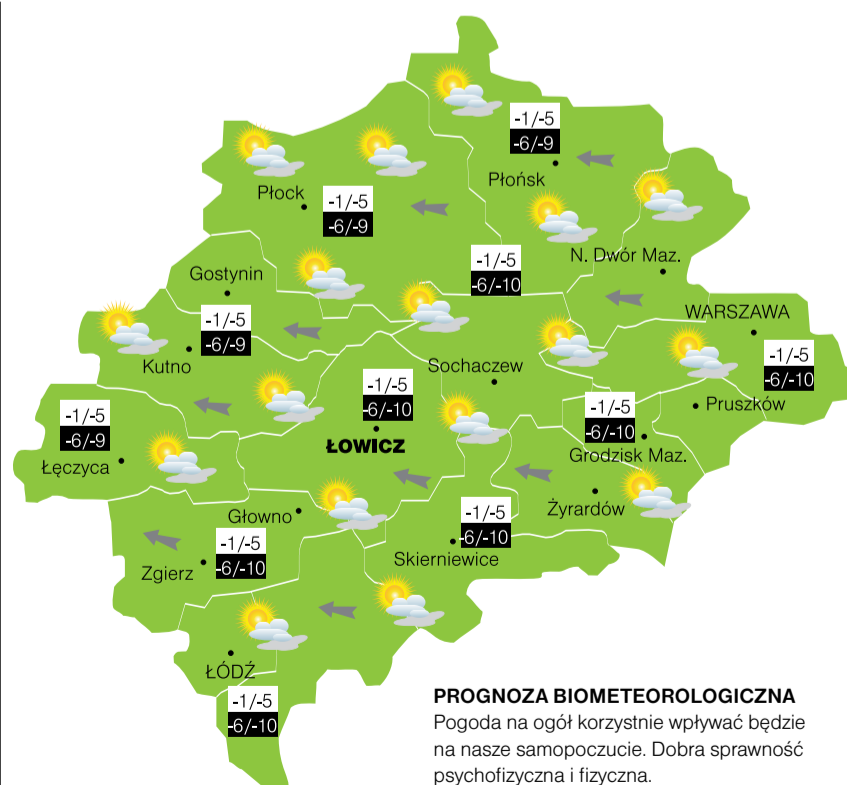 -1/-5
-6/-9
Płońsk
Płock
-1/-5
-6/-9
N. Dwór Maz.
-1/-5
-6/-10
Gostynin
WARSZAWA
-1/-5
-6/-9
Kutno
-1/-5
-6/-10
Sochaczew
-1/-5
-6/-10
Pruszków
-1/-5
-6/-10
Grodzisk Maz.
ŁOWICZ
-1/-5
-6/-9
Łęczyca
Żyrardów
Głowno
-1/-5
-6/-10
Skierniewice
-1/-5
-6/-10
Zgierz
ŁÓDŹ
-1/-5
-6/-10
PROGNOZA BIOMETEOROLOGICZNA
Pogoda na ogół korzystnie wpływać będzie
na nasze samopoczucie. Dobra sprawność
psychofizyczna i fizyczna.